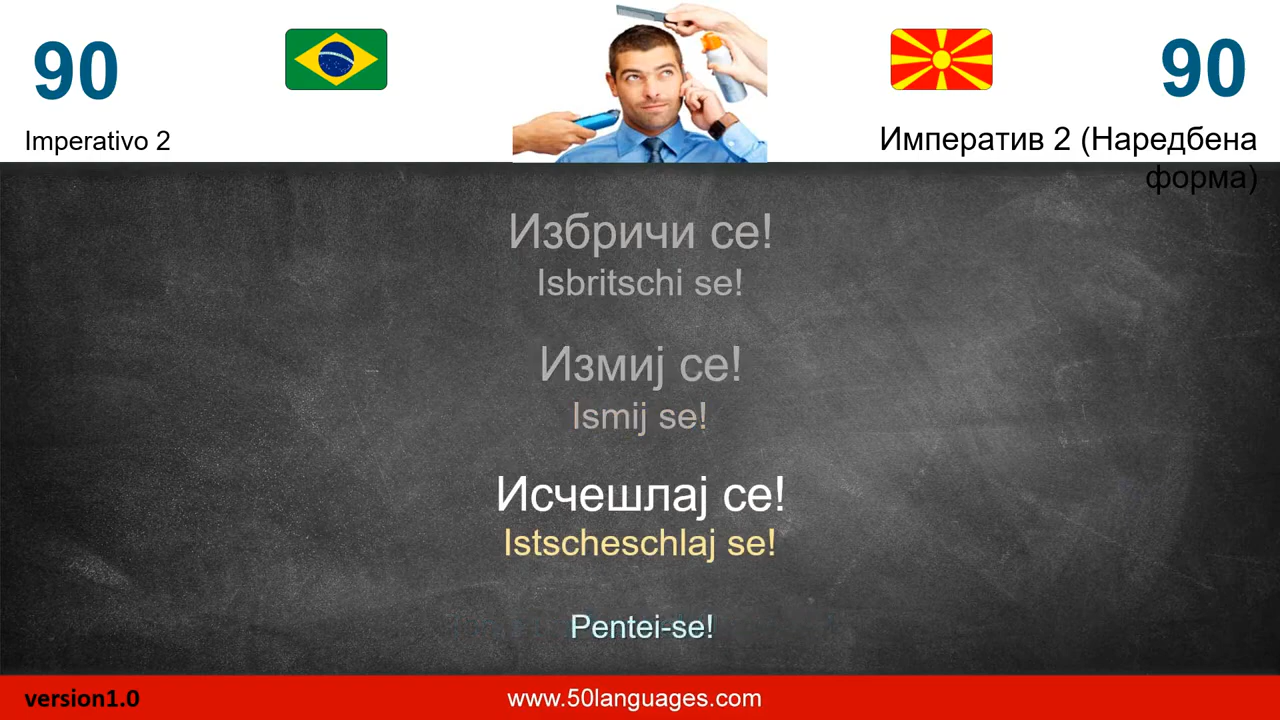 90
90
Imperativo 2
Императив 2 (Наредбена
форма)
Избричи се!
Isbritschi se!
Измиј се!
Ismij se!
Исчешлај се!
Istscheschlaj se!
Pentei-se!
version1.0
www.50languages.com